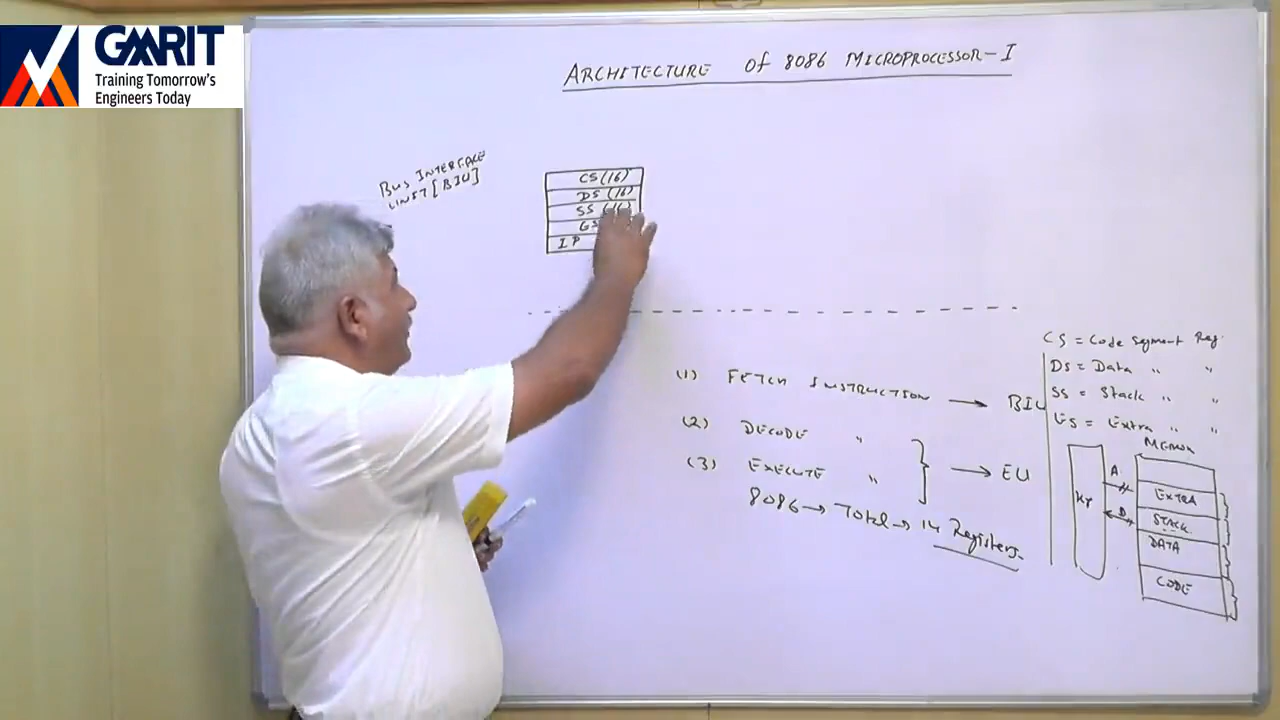 GMRIT
Training Tomorrow's
Engineers Today
ARCHITECTURE of 8086 MICROPROCESSOR-I
BUS INTERFACE
UNIT [BIU]
CS (16)
DS (16)
SS (16)
IP
(1) FETCH INSTRUCTION → BIU
(2) DECODE "
(3) EXECUTE " → EU
8086 → Total → 14 Registers
CS = Code Segment Reg
DS = Data " "
SS = Stack " "
ES = Extra " "
MEMORY
A
D
EXTRA
STACK
DATA
CODE